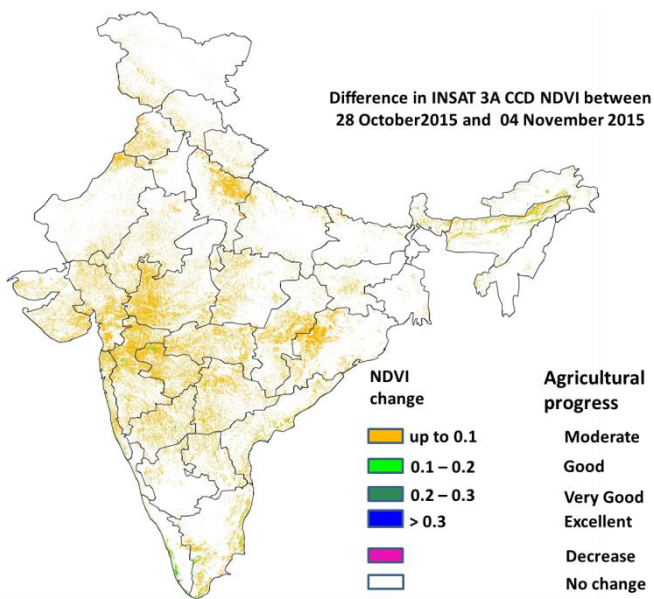 Difference in INSAT 3A CCD NDVI between
28 October2015 and 04 November 2015
NDVI change Agricultural progress
up to 0.1 Moderate
0.1 – 0.2 Good
0.2 – 0.3 Very Good
> 0.3 Excellent
Decrease
No change